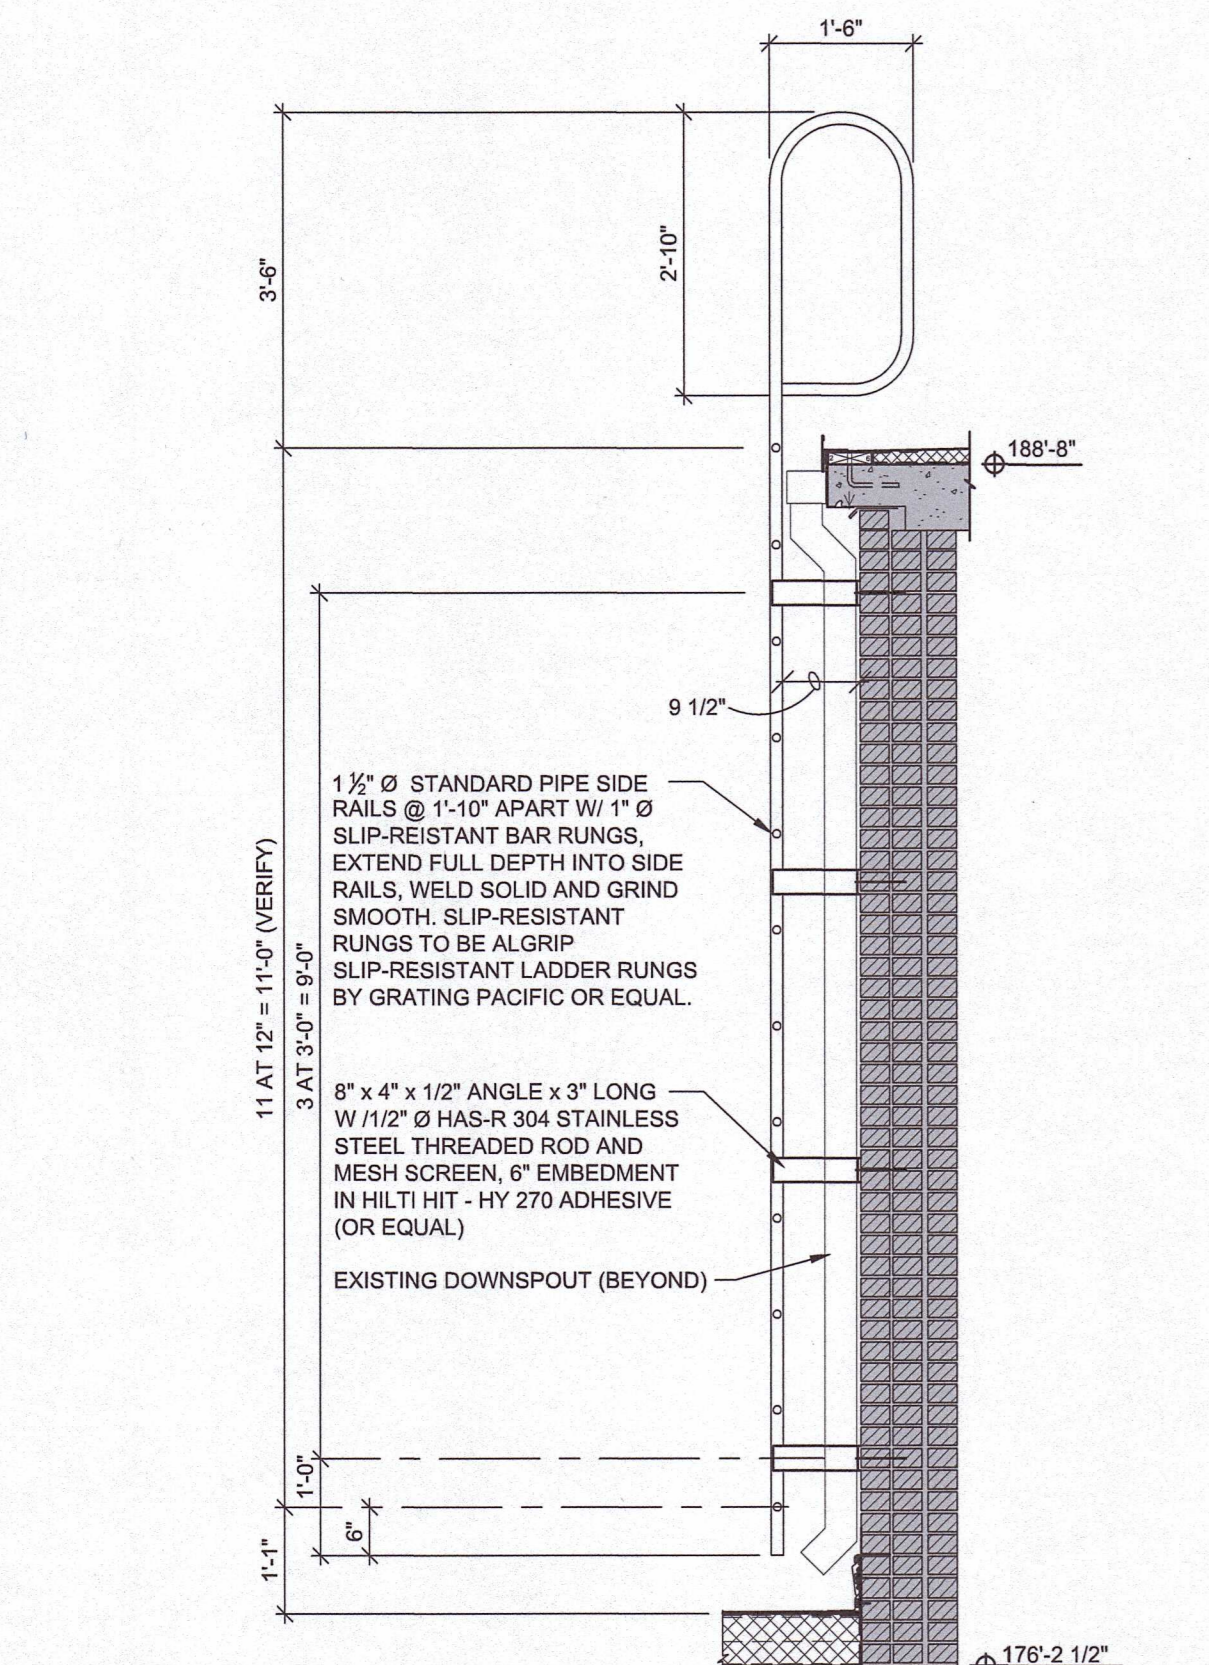 1'-6"
3'-6"
2'-10"
188'-8"
9 1/2"
1 ½" Ø STANDARD PIPE SIDE
RAILS @ 1'-10" APART W/ 1" Ø
SLIP-REISTANT BAR RUNGS,
EXTEND FULL DEPTH INTO SIDE
RAILS, WELD SOLID AND GRIND
SMOOTH. SLIP-RESISTANT
RUNGS TO BE ALGRIP
SLIP-RESISTANT LADDER RUNGS
BY GRATING PACIFIC OR EQUAL.
11 AT 12" = 11'-0" (VERIFY)
3 AT 3'-0" = 9'-0"
8" x 4" x 1/2" ANGLE x 3" LONG
W /1/2" Ø HAS-R 304 STAINLESS
STEEL THREADED ROD AND
MESH SCREEN, 6" EMBEDMENT
IN HILTI HIT - HY 270 ADHESIVE
(OR EQUAL)
EXISTING DOWNSPOUT (BEYOND)
1'-0"
6"
1'-1"
176'-2 1/2"